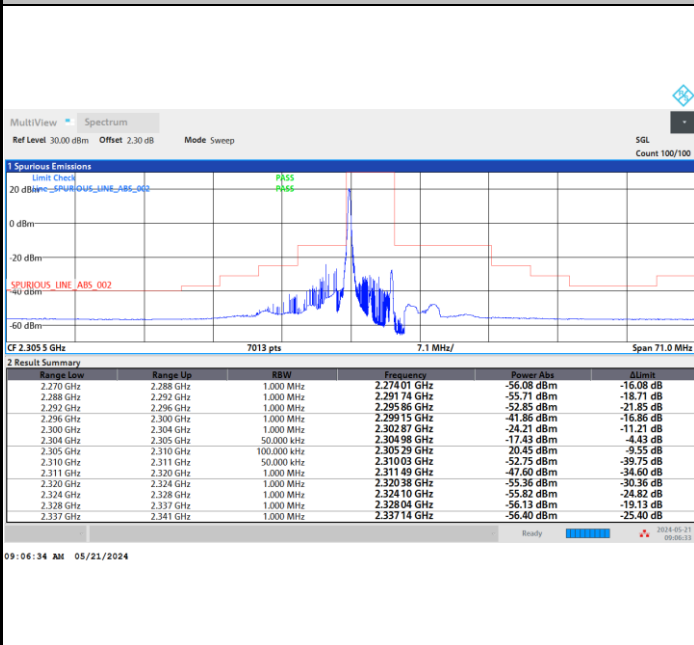 MultiView Spectrum
Ref Level 30.00 dBm Offset 2.30 dB Mode Sweep SGL
Count 100/100
1 Spurious Emissions
Limit Check PASS
20 dBm Line _SPURIOUS_LINE_ABS_002 PASS
0 dBm
-20 dBm
SPURIOUS_LINE_ABS_002
-40 dBm
-60 dBm
CF 2.305 5 GHz 7013 pts 7.1 MHz/ Span 71.0 MHz
2 Result Summary
Range Low Range Up RBW Frequency Power Abs ΔLimit
2.270 GHz 2.288 GHz 1.000 MHz 2.274 01 GHz -56.08 dBm -16.08 dB
2.288 GHz 2.292 GHz 1.000 MHz 2.291 74 GHz -55.71 dBm -18.71 dB
2.292 GHz 2.296 GHz 1.000 MHz 2.295 86 GHz -52.85 dBm -21.85 dB
2.296 GHz 2.300 GHz 1.000 MHz 2.299 15 GHz -41.86 dBm -16.86 dB
2.300 GHz 2.304 GHz 1.000 MHz 2.302 87 GHz -24.21 dBm -11.21 dB
2.304 GHz 2.305 GHz 50.000 kHz 2.304 98 GHz -17.43 dBm -4.43 dB
2.305 GHz 2.310 GHz 100.000 kHz 2.305 29 GHz 20.45 dBm -9.55 dB
2.310 GHz 2.311 GHz 50.000 kHz 2.310 03 GHz -52.75 dBm -39.75 dB
2.311 GHz 2.320 GHz 1.000 MHz 2.311 49 GHz -47.60 dBm -34.60 dB
2.320 GHz 2.324 GHz 1.000 MHz 2.320 38 GHz -55.36 dBm -30.36 dB
2.324 GHz 2.328 GHz 1.000 MHz 2.324 10 GHz -55.82 dBm -24.82 dB
2.328 GHz 2.337 GHz 1.000 MHz 2.328 04 GHz -56.13 dBm -19.13 dB
2.337 GHz 2.341 GHz 1.000 MHz 2.337 14 GHz -56.40 dBm -25.40 dB
Ready 2024-05-21
09:06:33
09:06:34 AM 05/21/2024